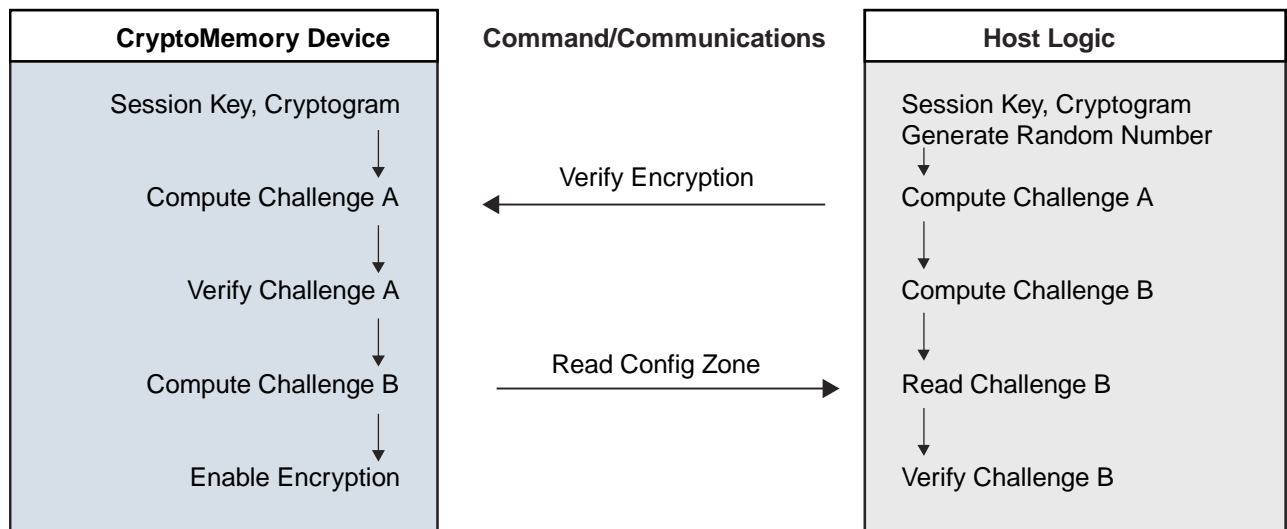 CryptoMemory Device
Command/Communications
Host Logic
Session Key, Cryptogram
Compute Challenge A
Verify Challenge A
Compute Challenge B
Enable Encryption
Verify Encryption
Read Config Zone
Session Key, Cryptogram
Generate Random Number
Compute Challenge A
Compute Challenge B
Read Challenge B
Verify Challenge B